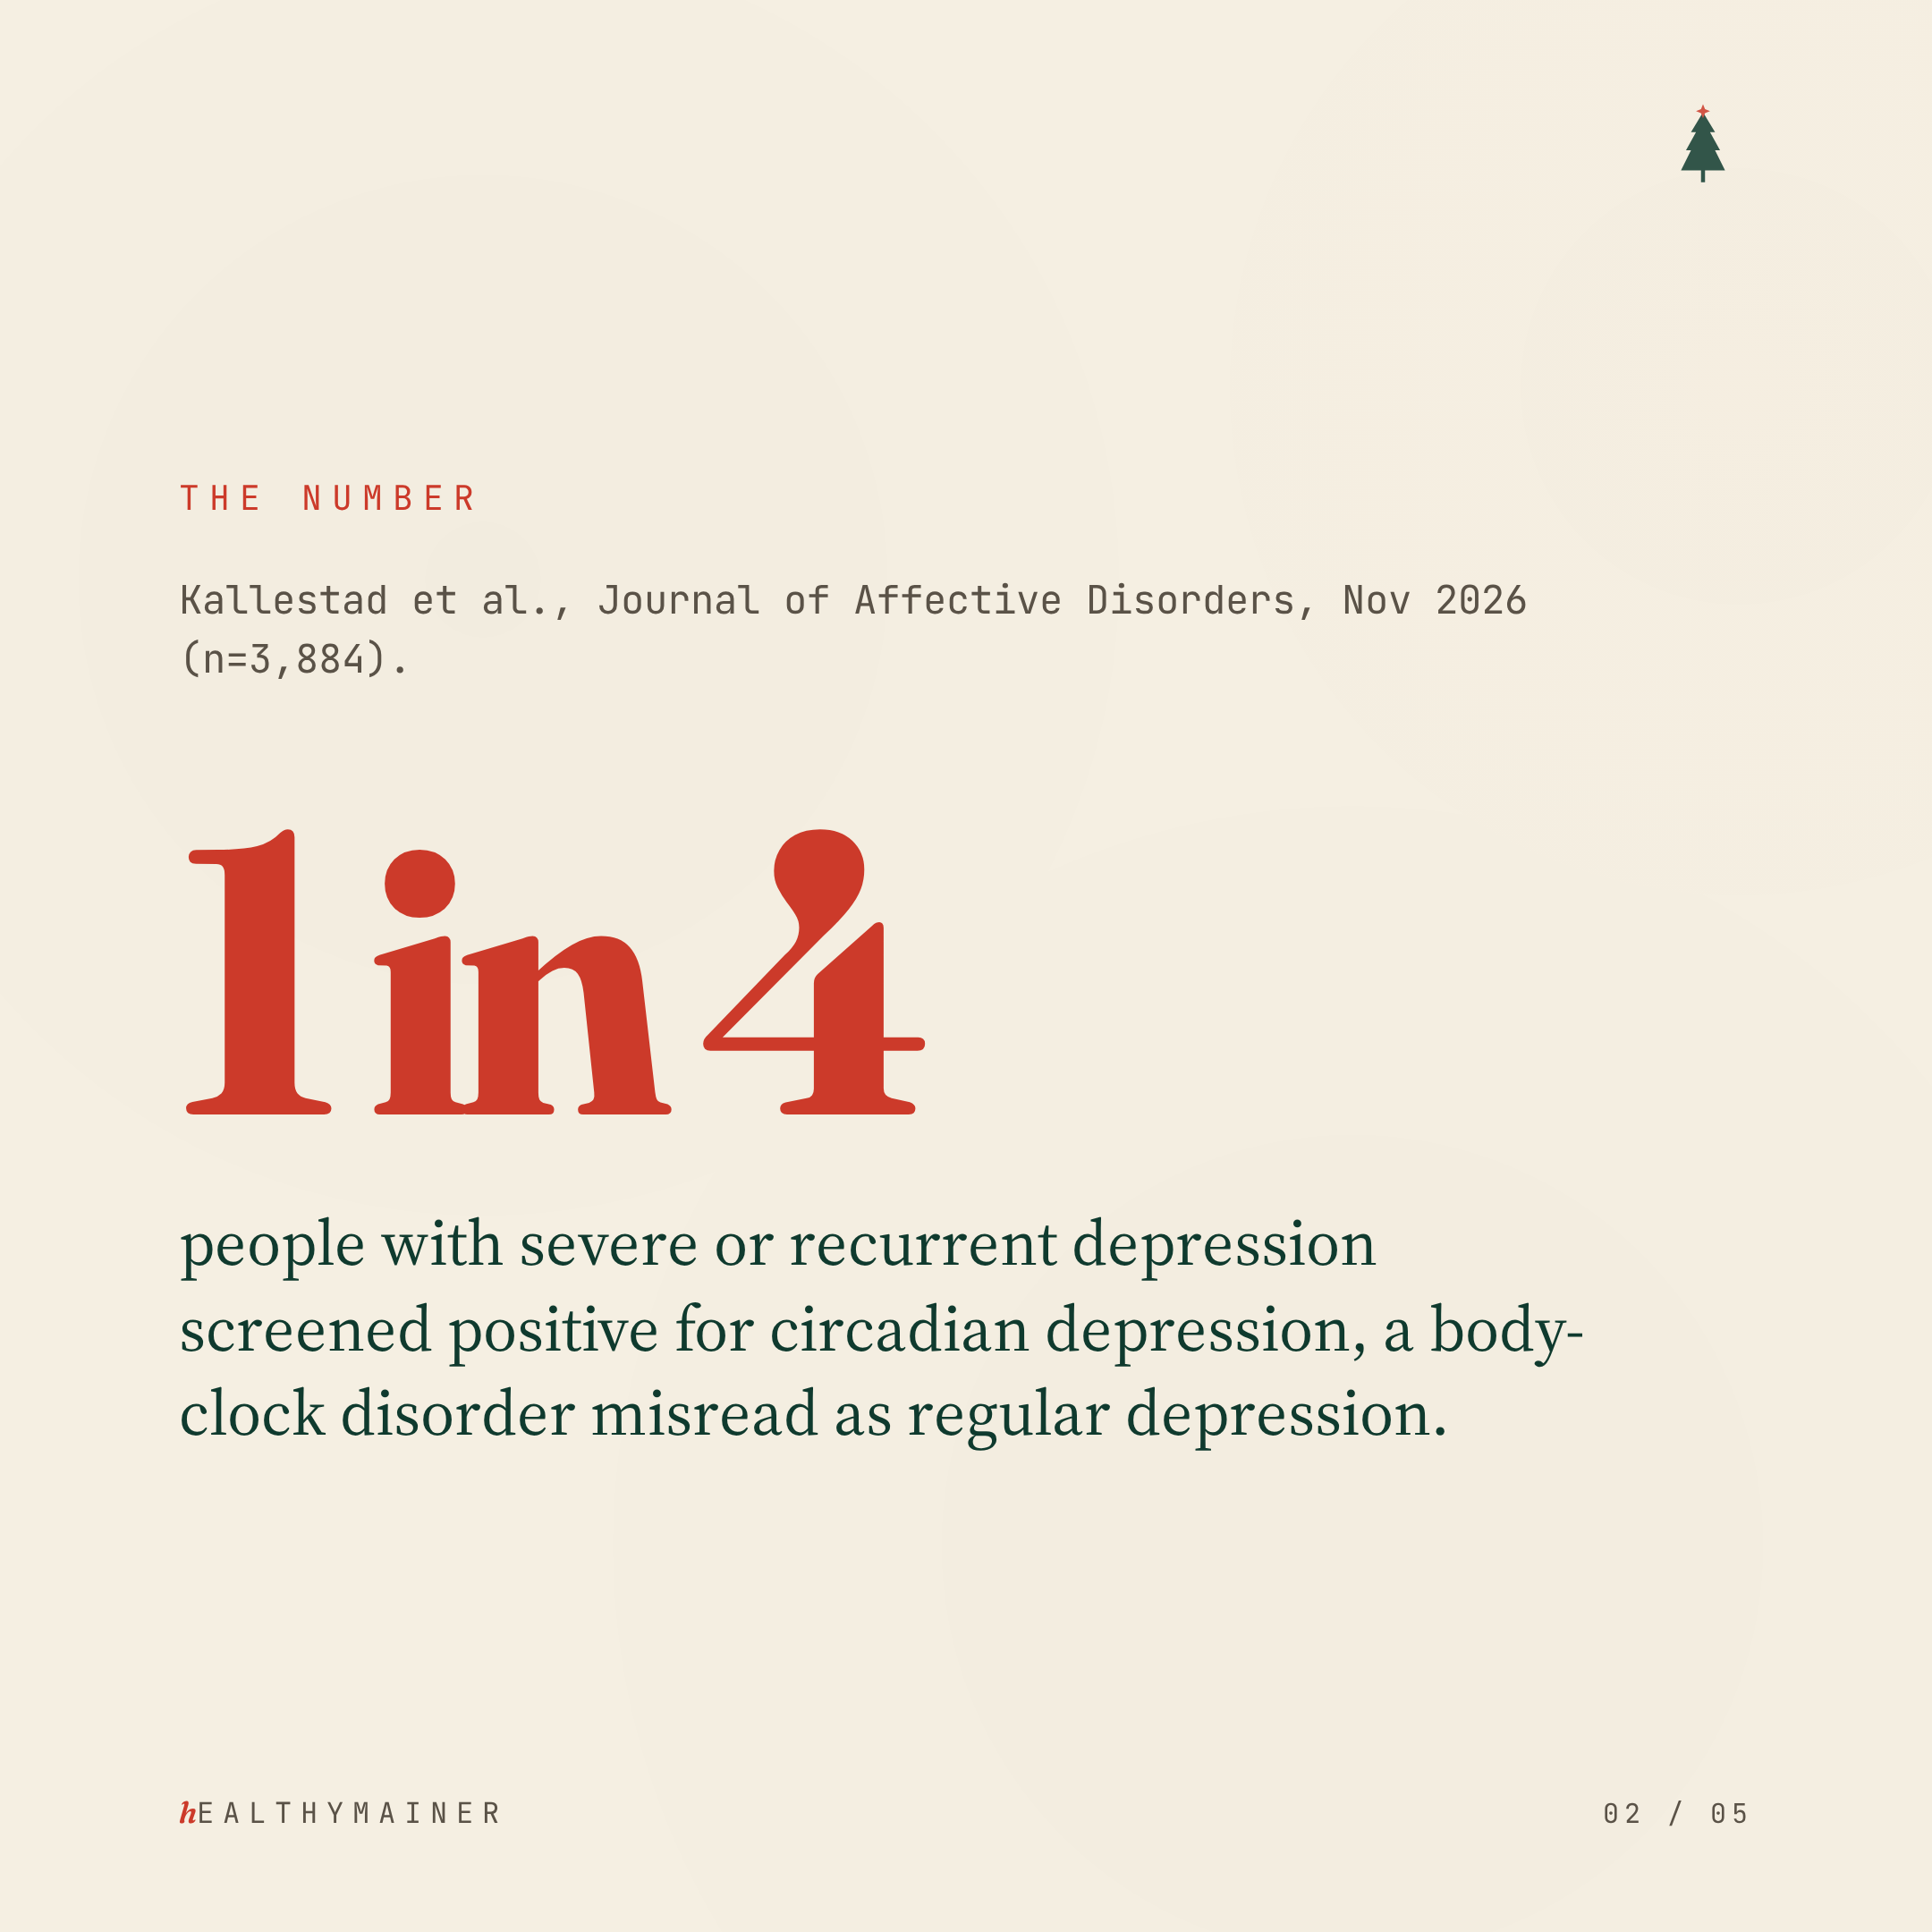 THE NUMBER
Kallestad et al., Journal of Affective Disorders, Nov 2026
(n=3,884).
1 in 4
people with severe or recurrent depression
screened positive for circadian depression, a body-
clock disorder misread as regular depression.
hEALTHYMAINER
02 / 05